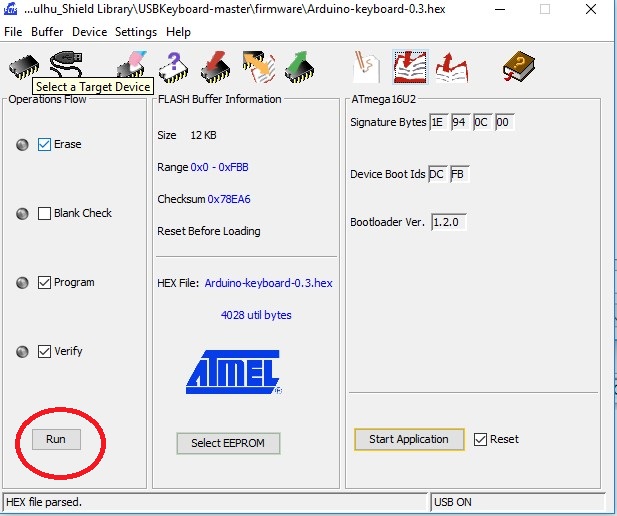 ...ulhu_Shield Library\USBKeyboard-master\firmware\Arduino-keyboard-0.3.hex
File Buffer Device Settings Help
Select a Target Device
Operations Flow
Erase
Blank Check
Program
Verify
Run
FLASH Buffer Information
Size 12 KB
Range 0x0 - 0xFBB
Checksum 0x78EA6
Reset Before Loading
HEX File: Arduino-keyboard-0.3.hex
4028 util bytes
ATMEL
Select EEPROM
ATmega16U2
Signature Bytes 1E 94 0C 00
Device Boot Ids DC FB
Bootloader Ver. 1.2.0
Start Application Reset
HEX file parsed. USB ON